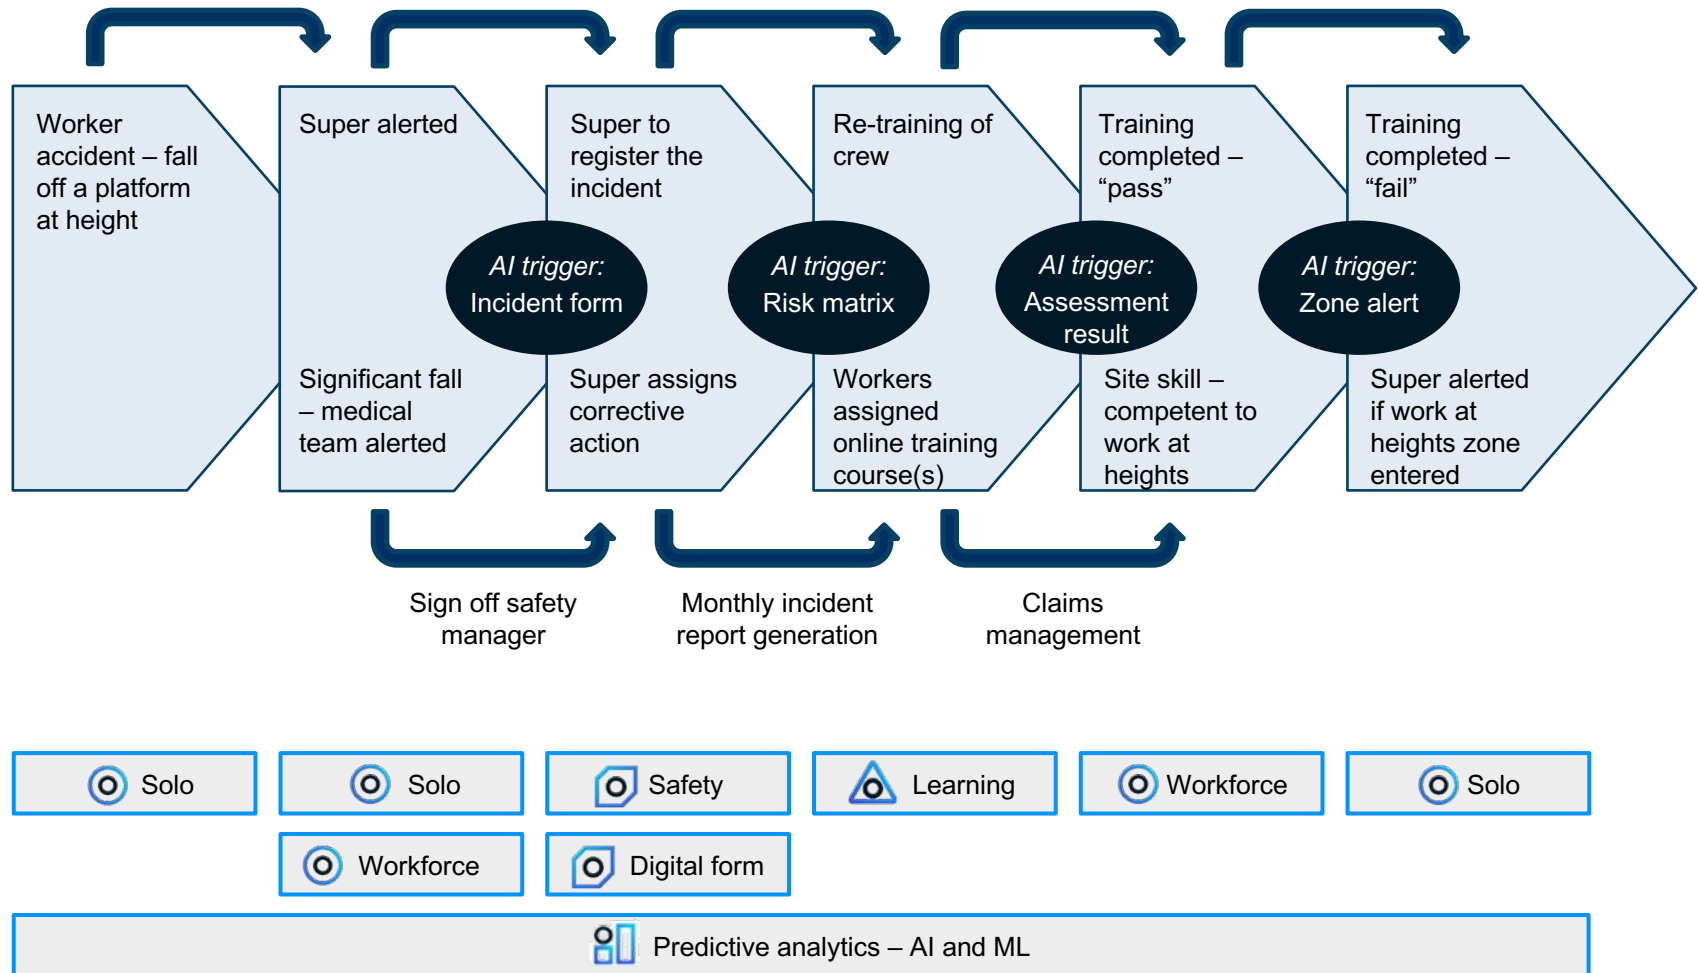 Worker
accident – fall
off a platform
at height
Super alerted
Significant fall
– medical
team alerted
AI trigger:
Incident form
Super to
register the
incident
Super assigns
corrective
action
AI trigger:
Risk matrix
Re-training of
crew
Workers
assigned
online training
course(s)
AI trigger:
Assessment
result
Training
completed –
“pass”
Site skill –
competent to
work at
heights
AI trigger:
Zone alert
Training
completed –
“fail”
Super alerted
if work at
heights zone
entered
Sign off safety
manager
Monthly incident
report generation
Claims
management
Solo
Solo
Safety
Learning
Workforce
Solo
Workforce
Digital form
Predictive analytics – AI and ML